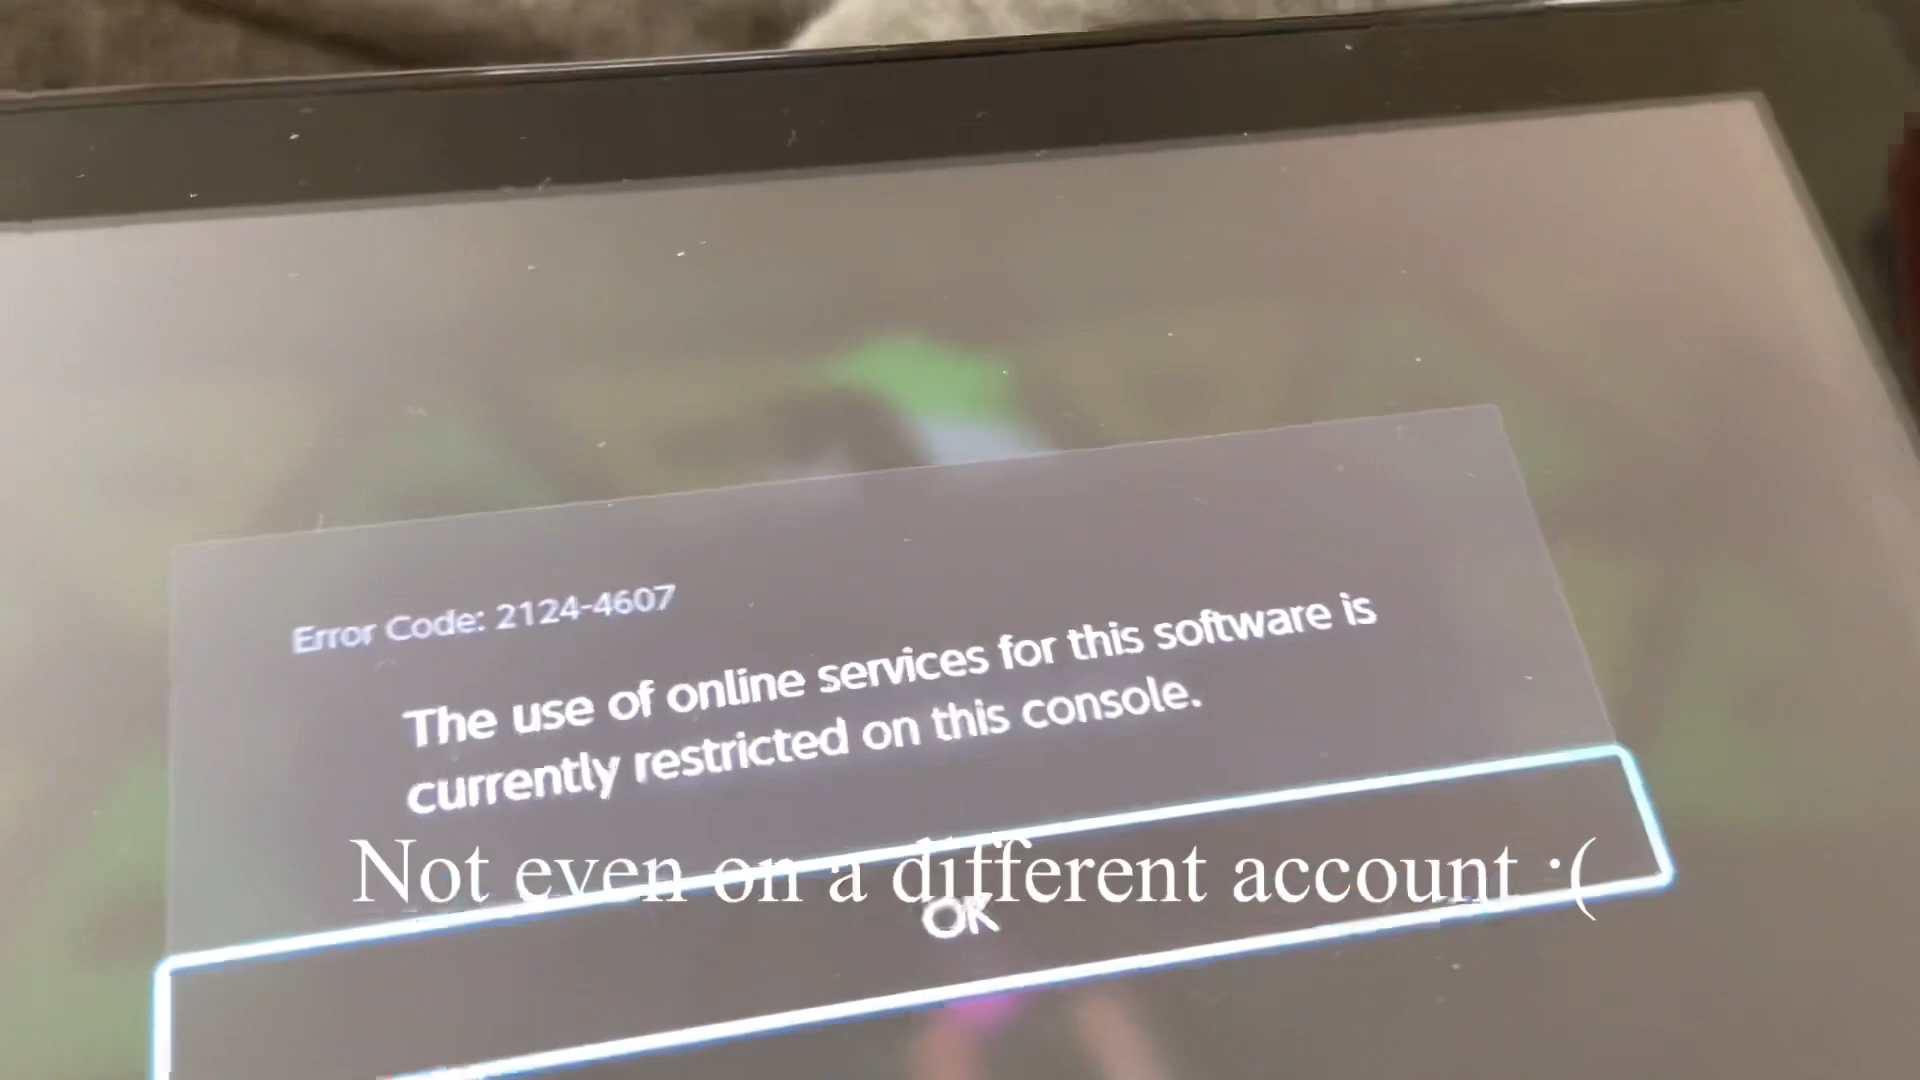 Error Code: 2124-4607
The use of online services for this software is
currently restricted on this console.
Not even on a different account :(
OK